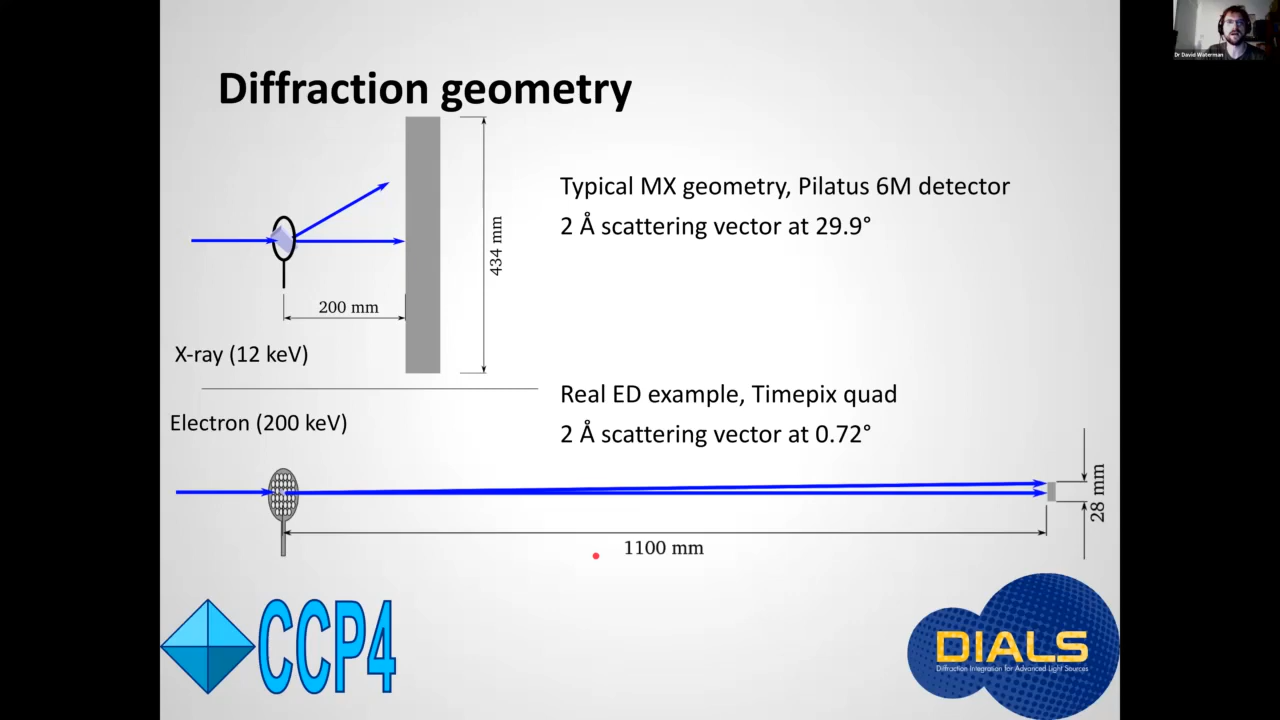 Dr David Waterman
Diffraction geometry
Typical MX geometry, Pilatus 6M detector
2 Å scattering vector at 29.9°
434 mm
200 mm
X-ray (12 keV)
Real ED example, Timepix quad
2 Å scattering vector at 0.72°
Electron (200 keV)
28 mm
1100 mm
CCP4
DIALS
Diffraction Integration for Advanced Light Sources